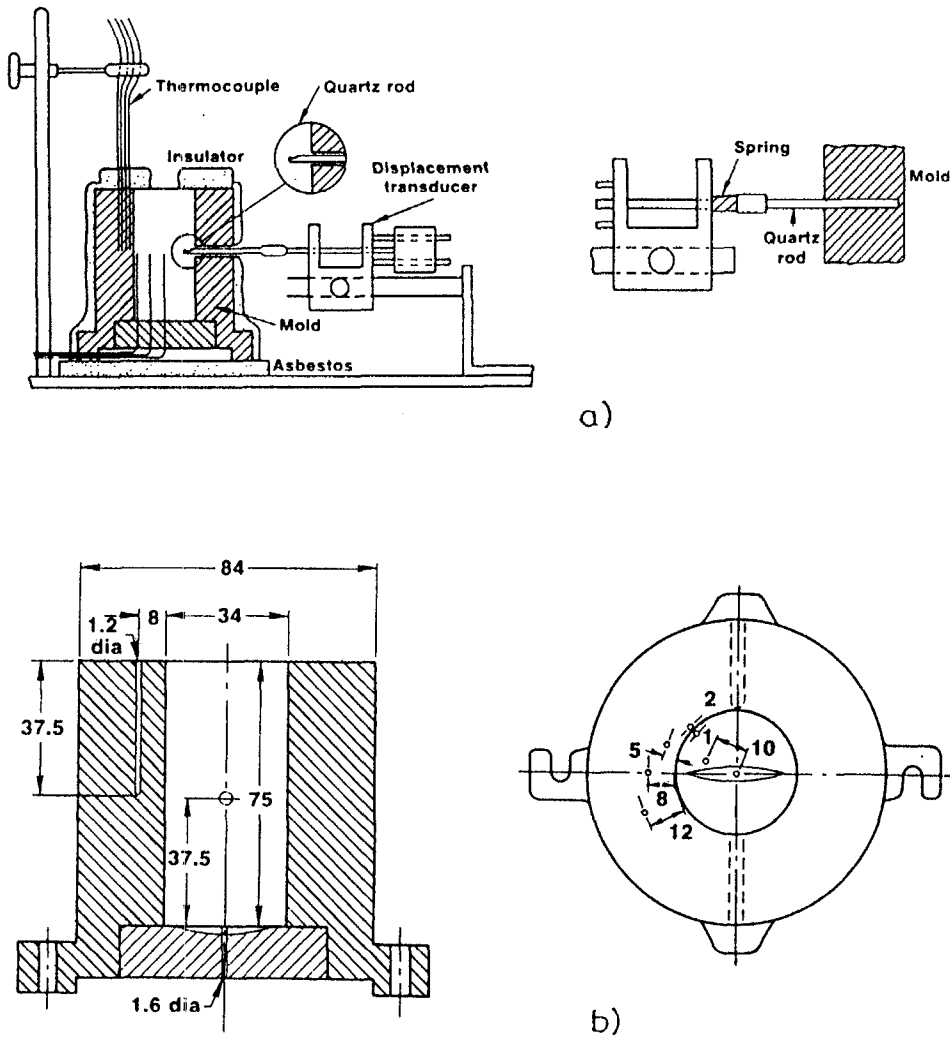 Thermocouple
Quartz rod
Insulator
Displacement
transducer
Mold
Asbestos
Spring
Mold
Quartz
rod
a)
84
8
34
1.2
dia
37.5
75
37.5
1.6 dia
2
5
1
10
8
12
b)